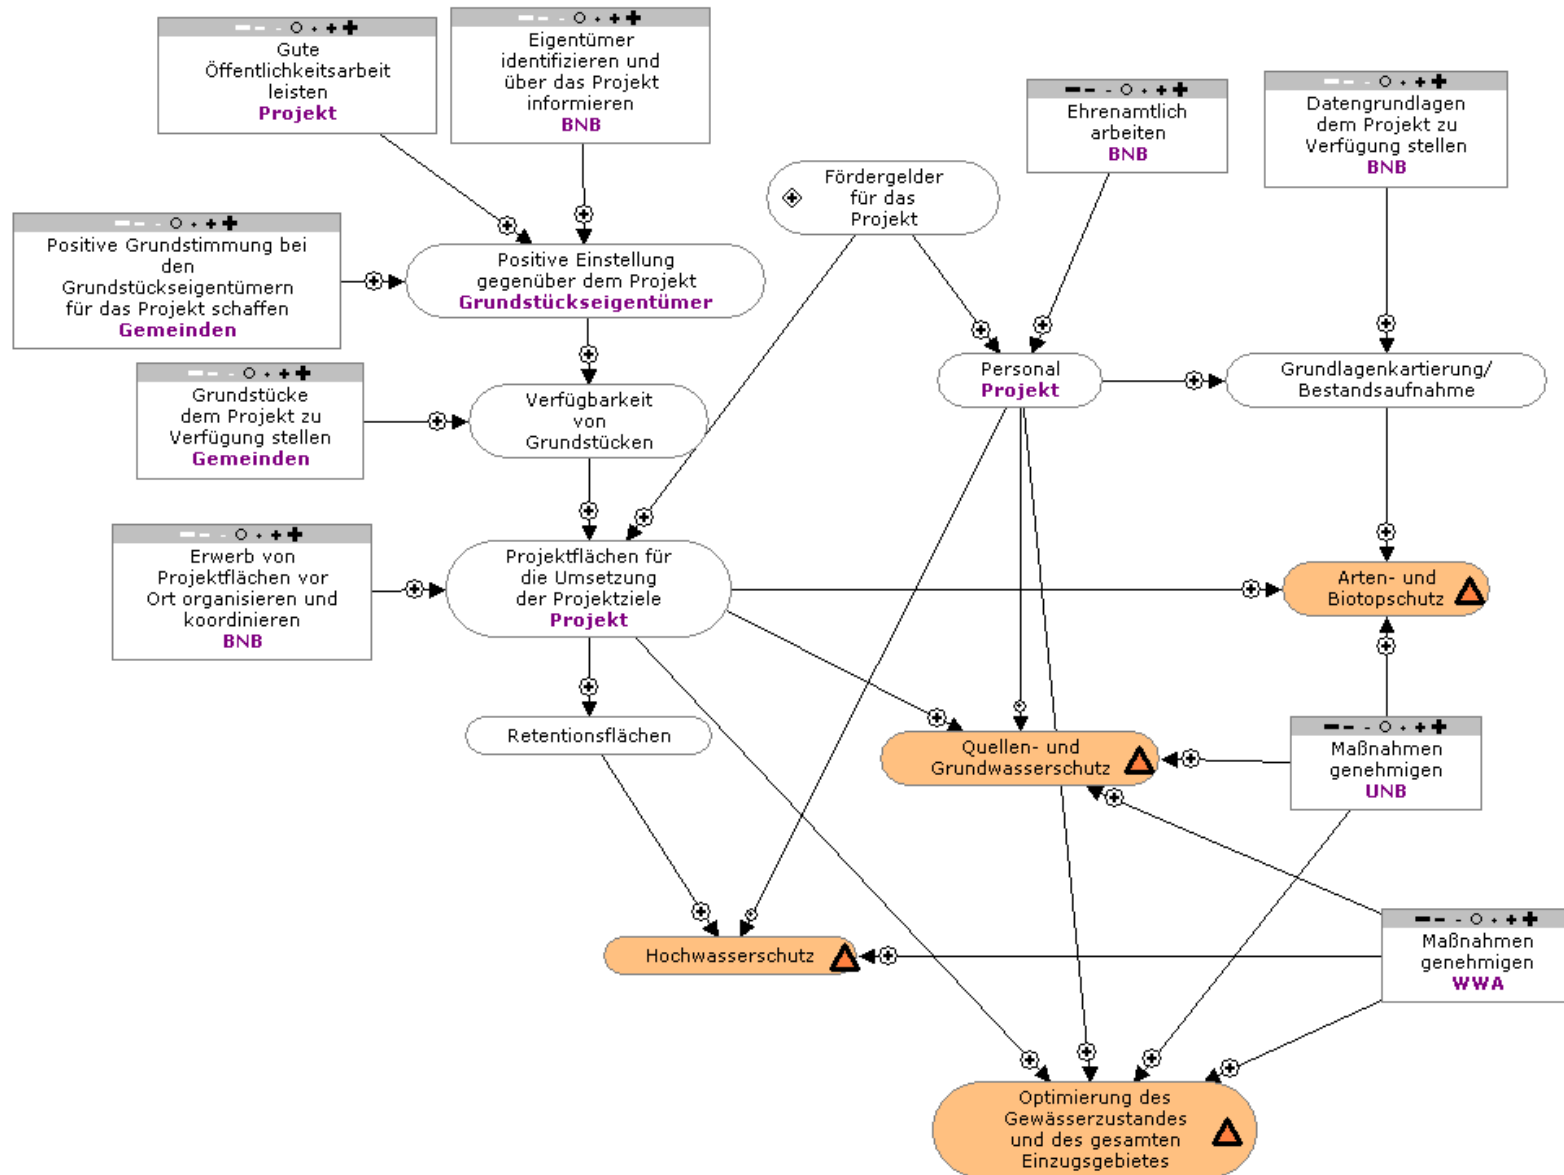 Gute
Öffentlichkeitsarbeit
leisten
Projekt
Eigentümer
identifizieren und
über das Projekt
informieren
BNB
Ehrenamtlich
arbeiten
BNB
Datengrundlagen
dem Projekt zu
Verfügung stellen
BNB
Fördergelder
für das
Projekt
Positive Grundstimmung bei
den
Grundstückseigentümern
für das Projekt schaffen
Gemeinden
Positive Einstellung
gegenüber dem Projekt
Grundstückseigentümer
Personal
Projekt
Grundlagenkartierung/
Bestandsaufnahme
Grundstücke
dem Projekt zu
Verfügung stellen
Gemeinden
Verfügbarkeit
von
Grundstücken
Erwerb von
Projektflächen vor
Ort organisieren und
koordinieren
BNB
Projektflächen für
die Umsetzung
der Projektziele
Projekt
Arten- und
Biotopschutz
Retentionsflächen
Quellen- und
Grundwasserschutz
Maßnahmen
genehmigen
UNB
Hochwasserschutz
Maßnahmen
genehmigen
WWA
Optimierung des
Gewässerzustandes
und des gesamten
Einzugsgebietes